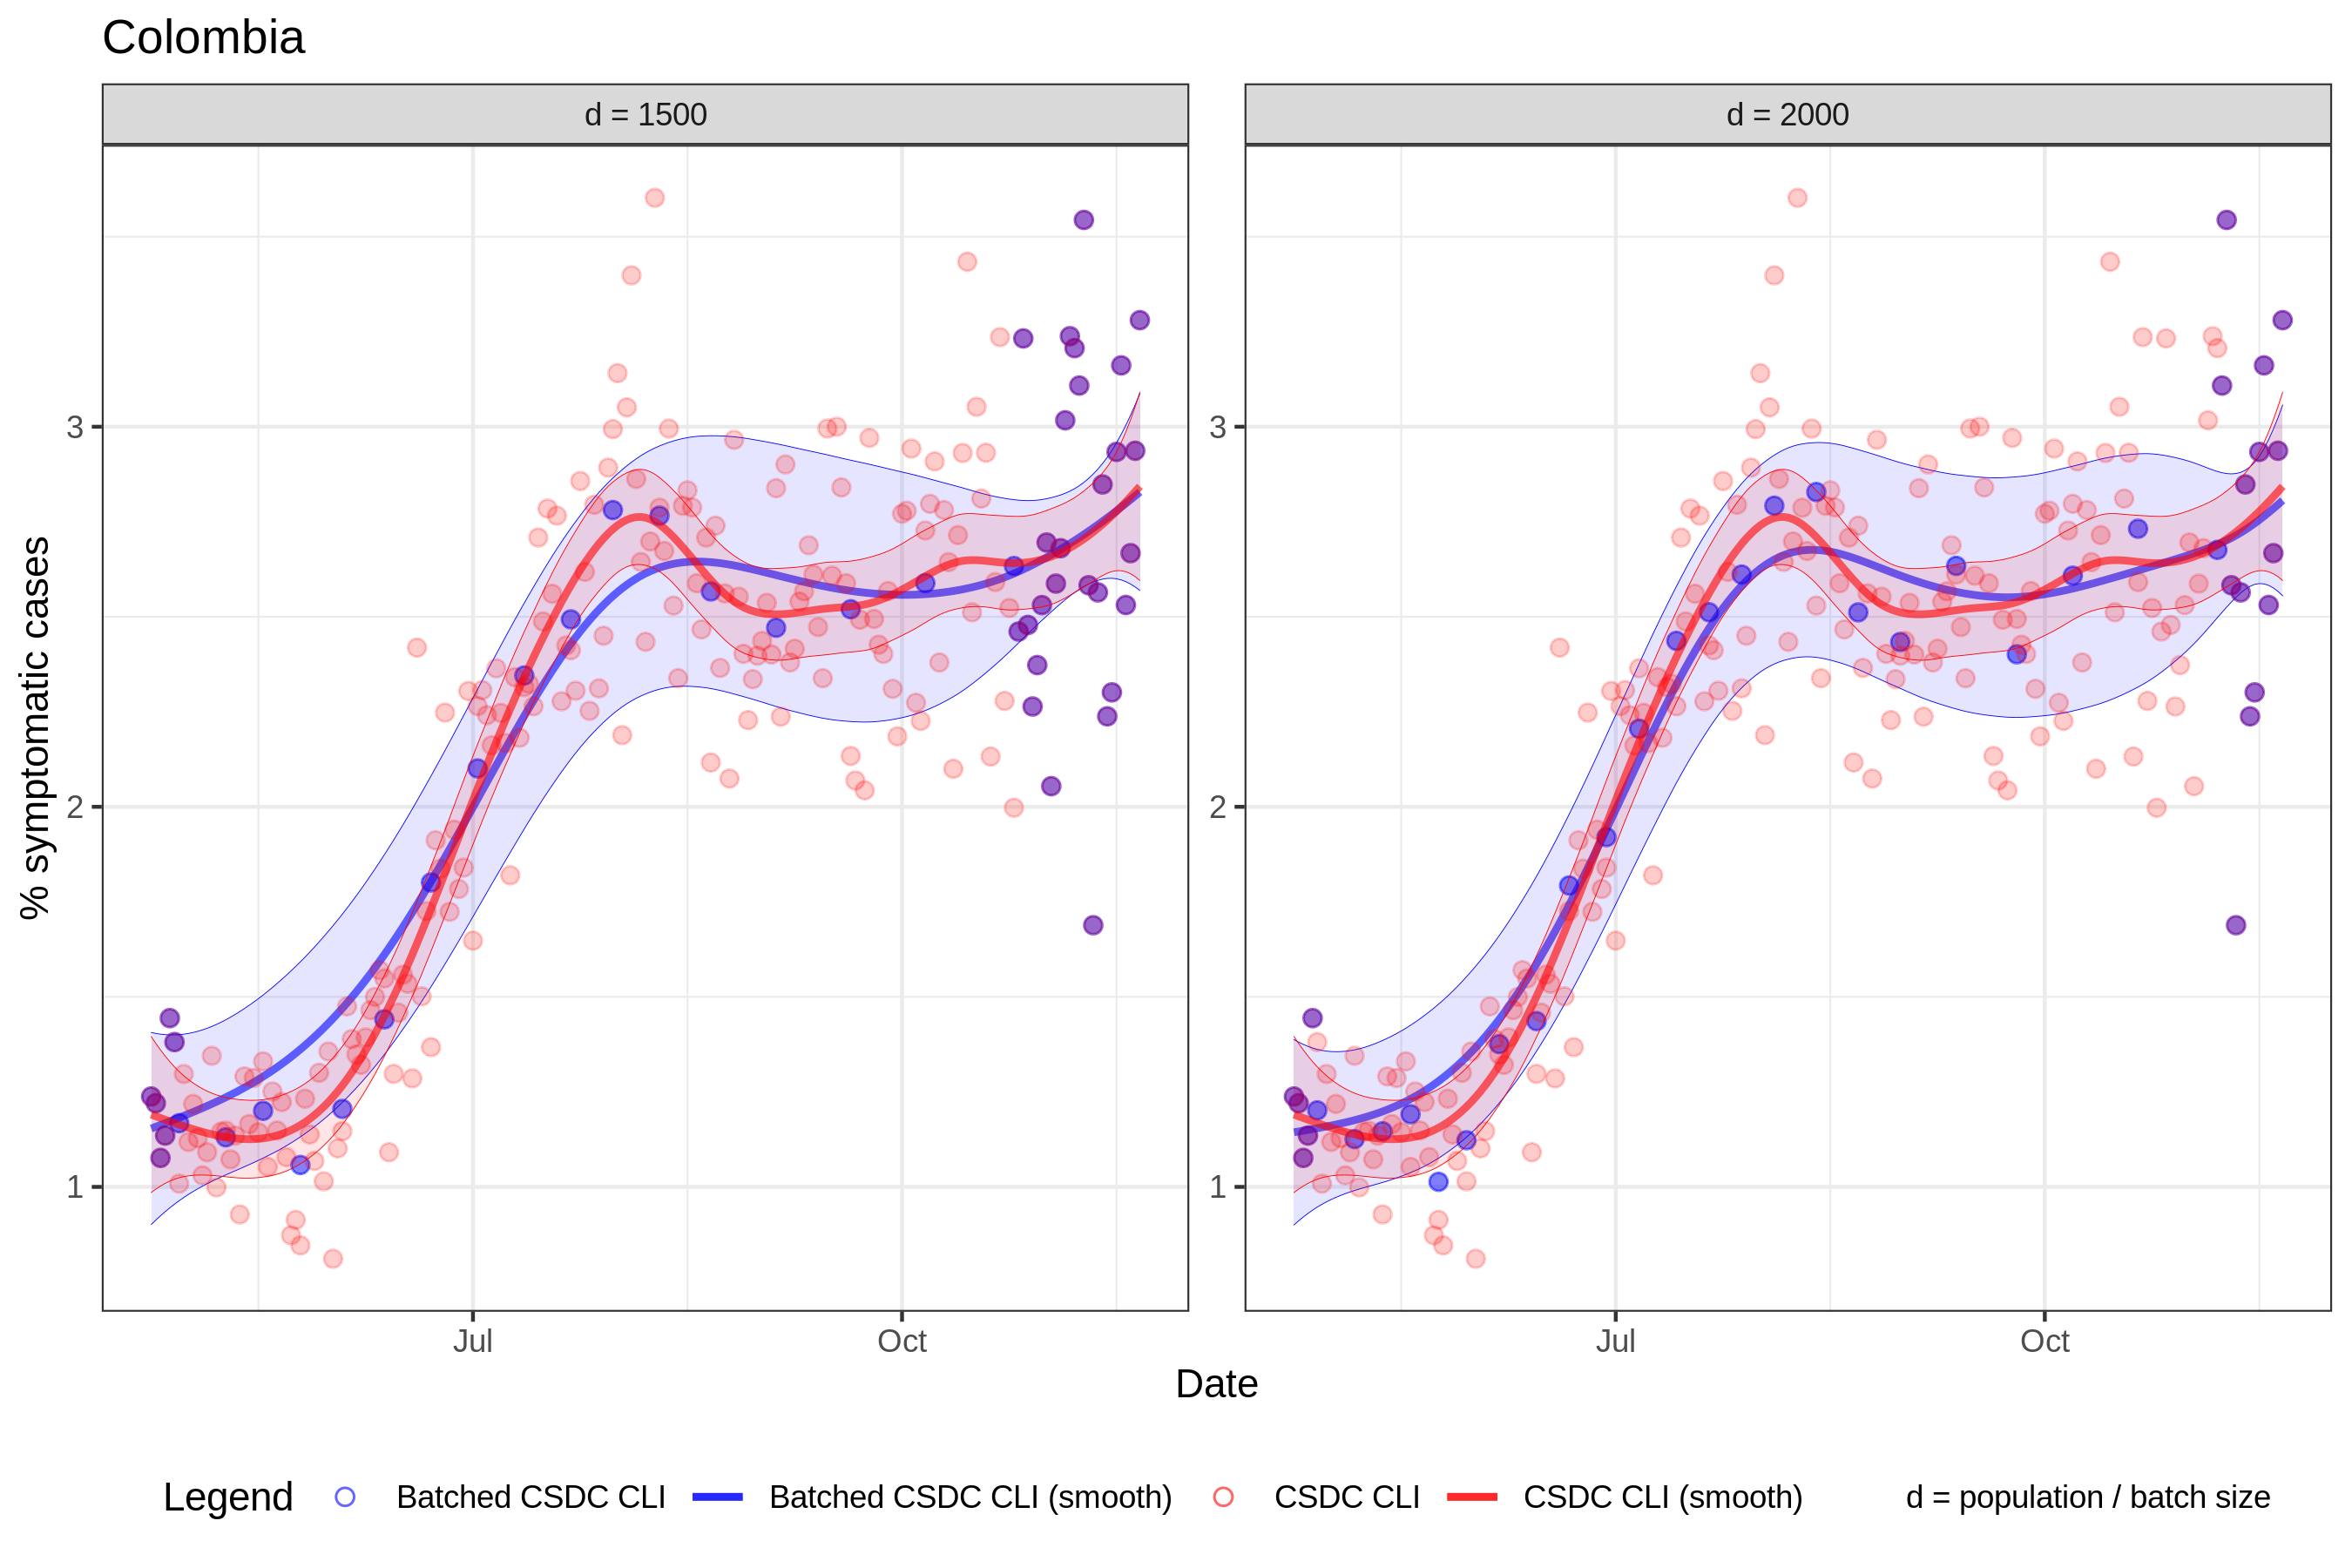 Colombia
d = 1500
d = 2000
% symptomatic cases
3
2
1
3
2
1
Jul
Oct
Jul
Oct
Date
Legend
Batched CSDC CLI
Batched CSDC CLI (smooth)
CSDC CLI
CSDC CLI (smooth)
d = population / batch size